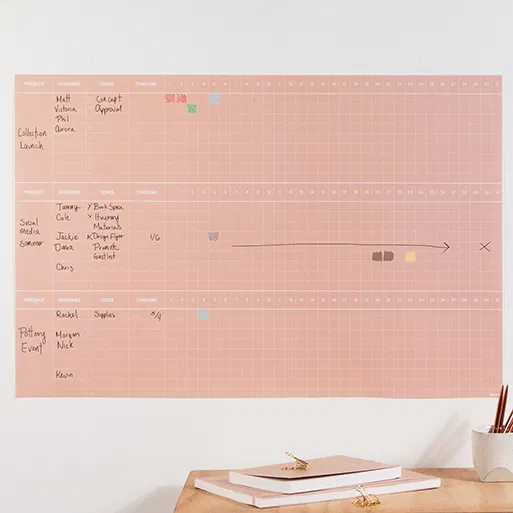 PROJECT ASSIGNEES TASKS TIMELINE 1 2 3 4 5 6 7 8 9 10 11 12 13 14 15 16 17 18 19 20 21 22 23 24 25 26 27 28 29 30 31
Matt Concept
Victoria Approval
Phil
Aurora
Collection
Launch
PROJECT ASSIGNEES TASKS TIMELINE 1 2 3 4 5 6 7 8 9 10 11 12 13 14 15 16 17 18 19 20 21 22 23 24 25 26 27 28 29 30 31
Tammy x Book Space
Cole x Itinerary
Materials
Social
Media
Seminar
Jackie x Design Flyer 1/6
Dana Promote
Guestlist
Chris
PROJECT ASSIGNEES TASKS TIMELINE 1 2 3 4 5 6 7 8 9 10 11 12 13 14 15 16 17 18 19 20 21 22 23 24 25 26 27 28 29 30 31
Rachel Supplies
Pottery
Event
Morgan
Nick
Kevin